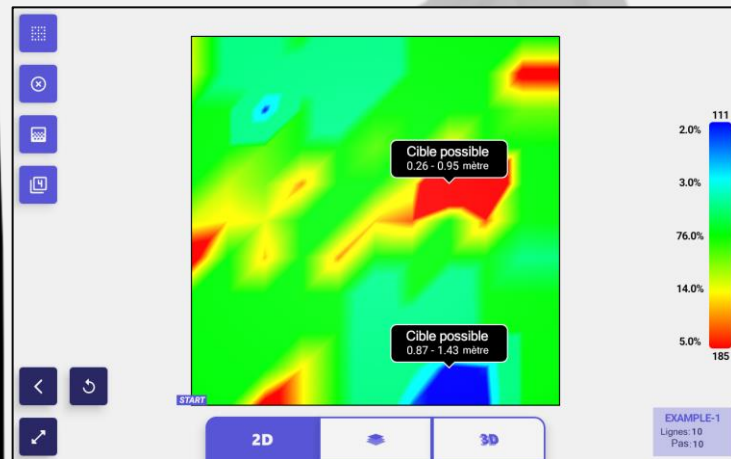 Cible possible
0.26 - 0.95 mètre
111
2.0%
3.0%
76.0%
14.0%
5.0%
185
Cible possible
0.87 - 1.43 mètre
START
2D
3D
EXAMPLE-1
Lignes: 10
Pas: 10
4